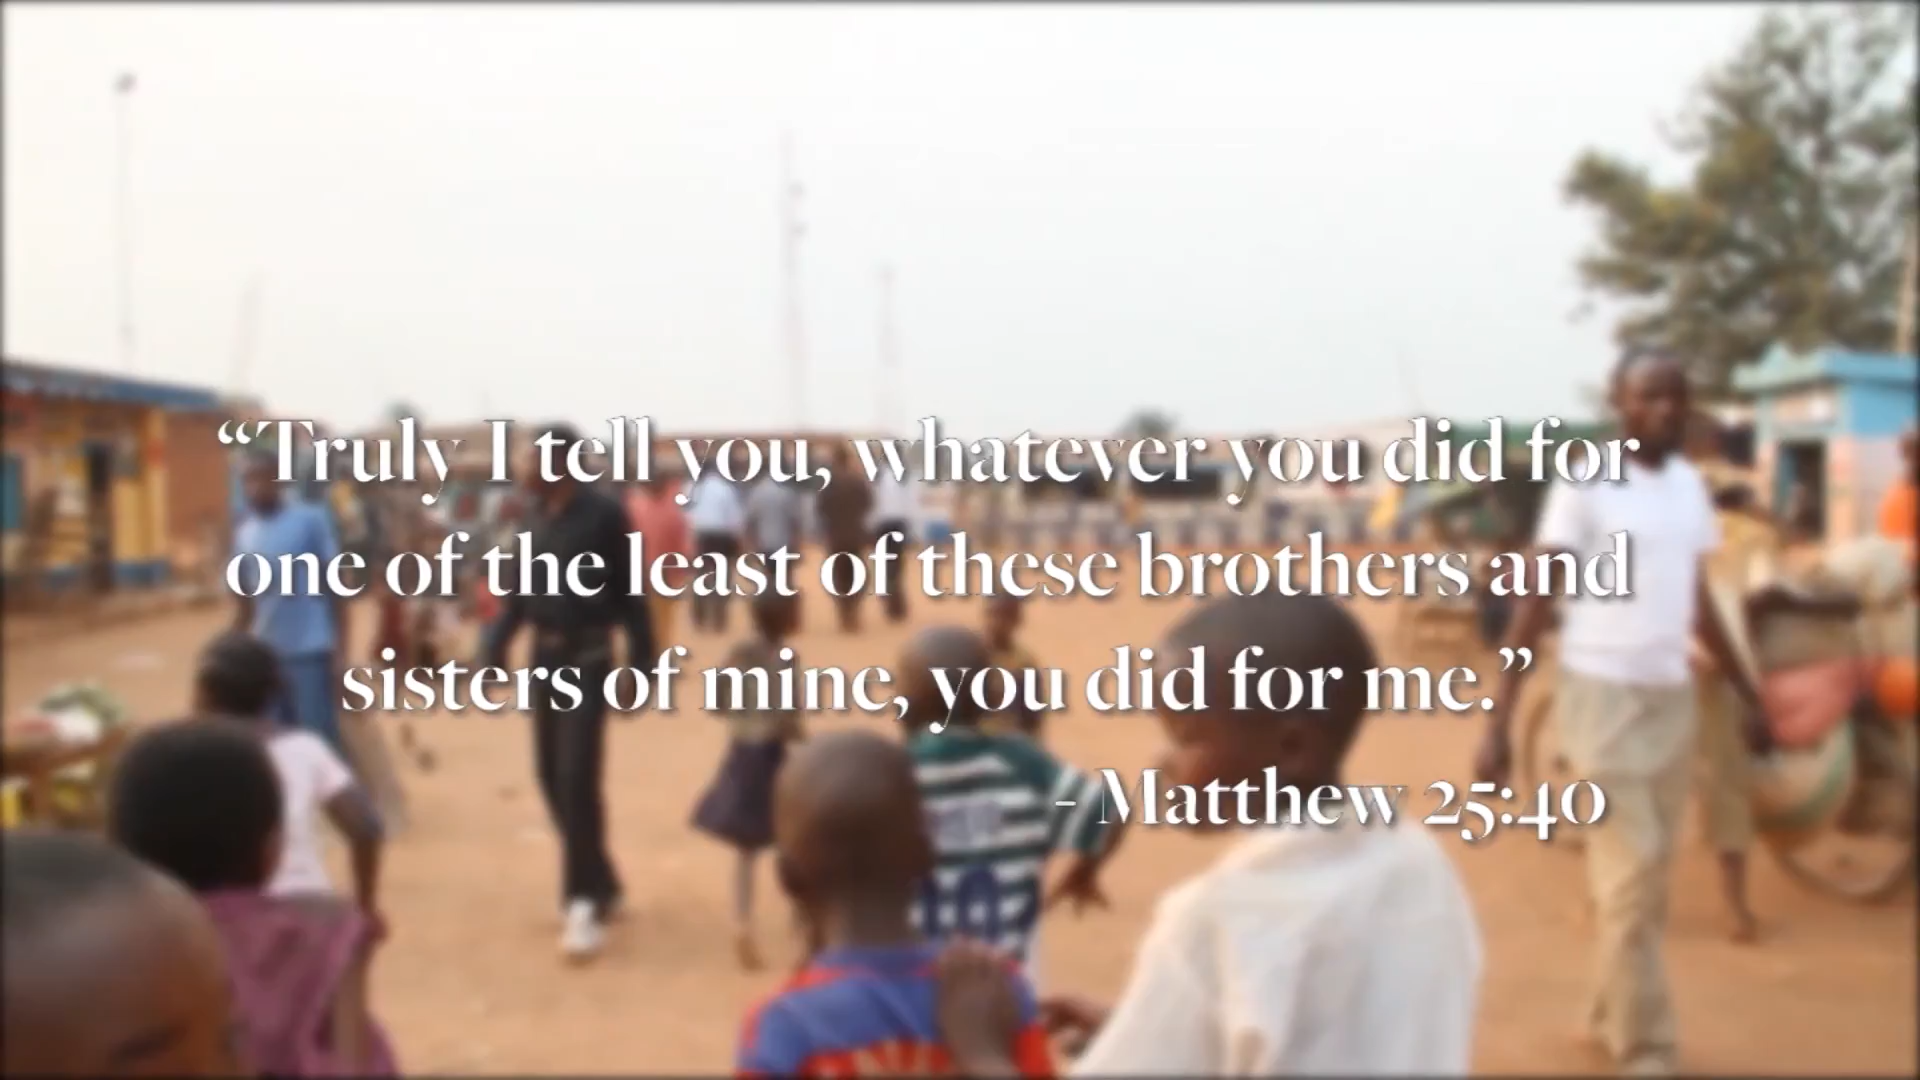 “Truly I tell you, whatever you did for
one of the least of these brothers and
sisters of mine, you did for me.”
- Matthew 25:40